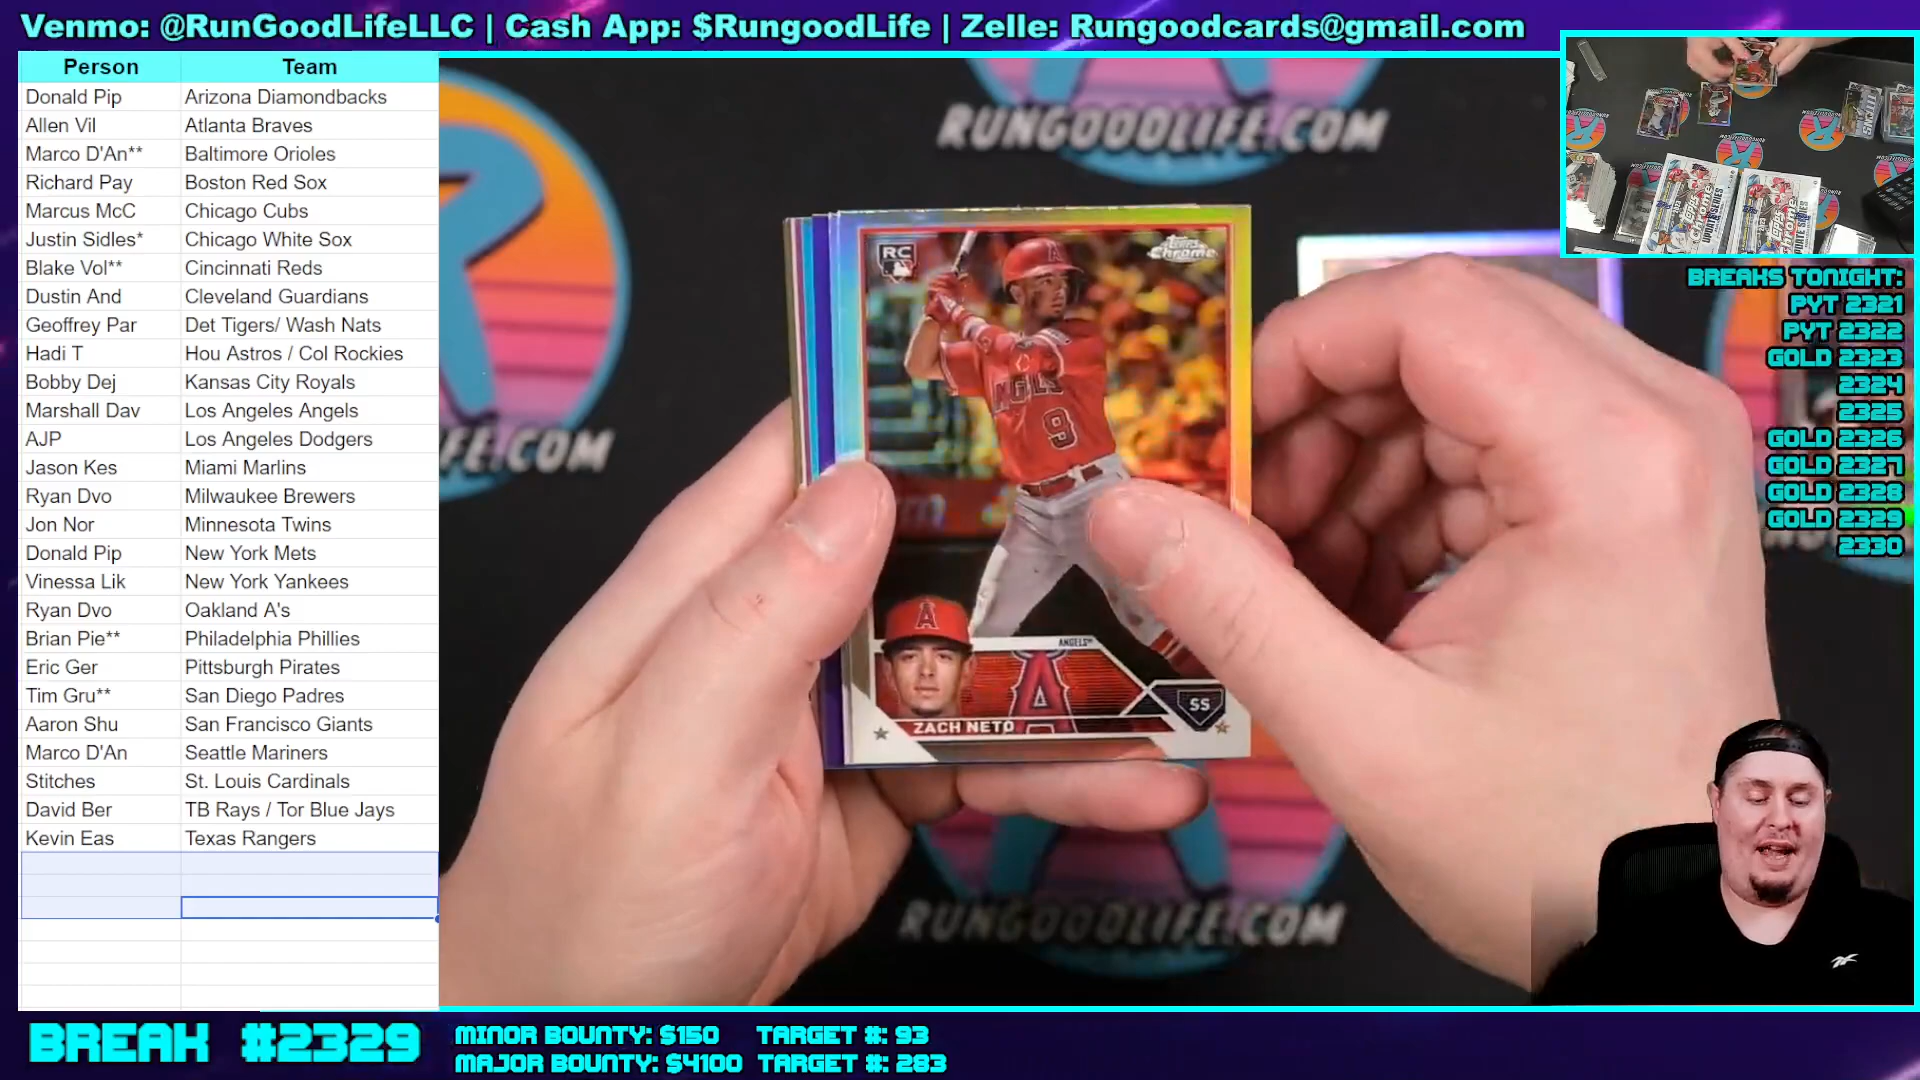 Venmo: @RunGoodLifeLLC | Cash App: $RungoodLife | Zelle: Rungoodcards@gmail.com
Person Team
Donald Pip Arizona Diamondbacks
Allen Vil Atlanta Braves
Marco D'An** Baltimore Orioles
Richard Pay Boston Red Sox
Marcus McC Chicago Cubs
Justin Sidles* Chicago White Sox
Blake Vol** Cincinnati Reds
Dustin And Cleveland Guardians
Geoffrey Par Det Tigers/ Wash Nats
Hadi T Hou Astros / Col Rockies
Bobby Dej Kansas City Royals
Marshall Dav Los Angeles Angels
AJP Los Angeles Dodgers
Jason Kes Miami Marlins
Ryan Dvo Milwaukee Brewers
Jon Nor Minnesota Twins
Donald Pip New York Mets
Vinessa Lik New York Yankees
Ryan Dvo Oakland A's
Brian Pie** Philadelphia Phillies
Eric Ger Pittsburgh Pirates
Tim Gru** San Diego Padres
Aaron Shu San Francisco Giants
Marco D'An Seattle Mariners
Stitches St. Louis Cardinals
David Ber TB Rays / Tor Blue Jays
Kevin Eas Texas Rangers
RUNGOODLIFE.COM
FE.COM
RC
Topps Chrome
ANGELS
9
ANGELS
A
SS
ZACH NETO
RUNGOODLIFE.COM
BREAKS TONIGHT:
PYT 2321
PYT 2322
GOLD 2323
2324
2325
GOLD 2326
GOLD 2327
GOLD 2328
GOLD 2329
2330
BREAK #2329
MINOR BOUNTY: $150 TARGET #: 93
MAJOR BOUNTY: $4100 TARGET #: 283